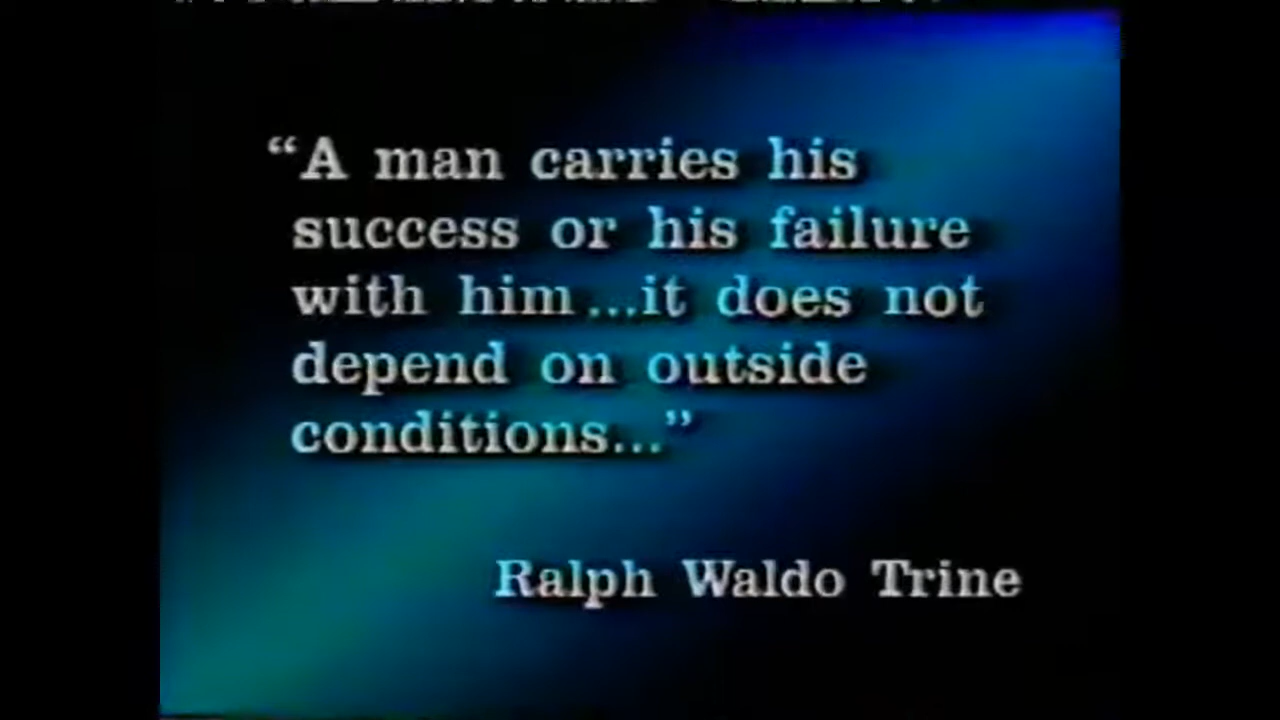 “A man carries his
success or his failure
with him...it does not
depend on outside
conditions...”
Ralph Waldo Trine